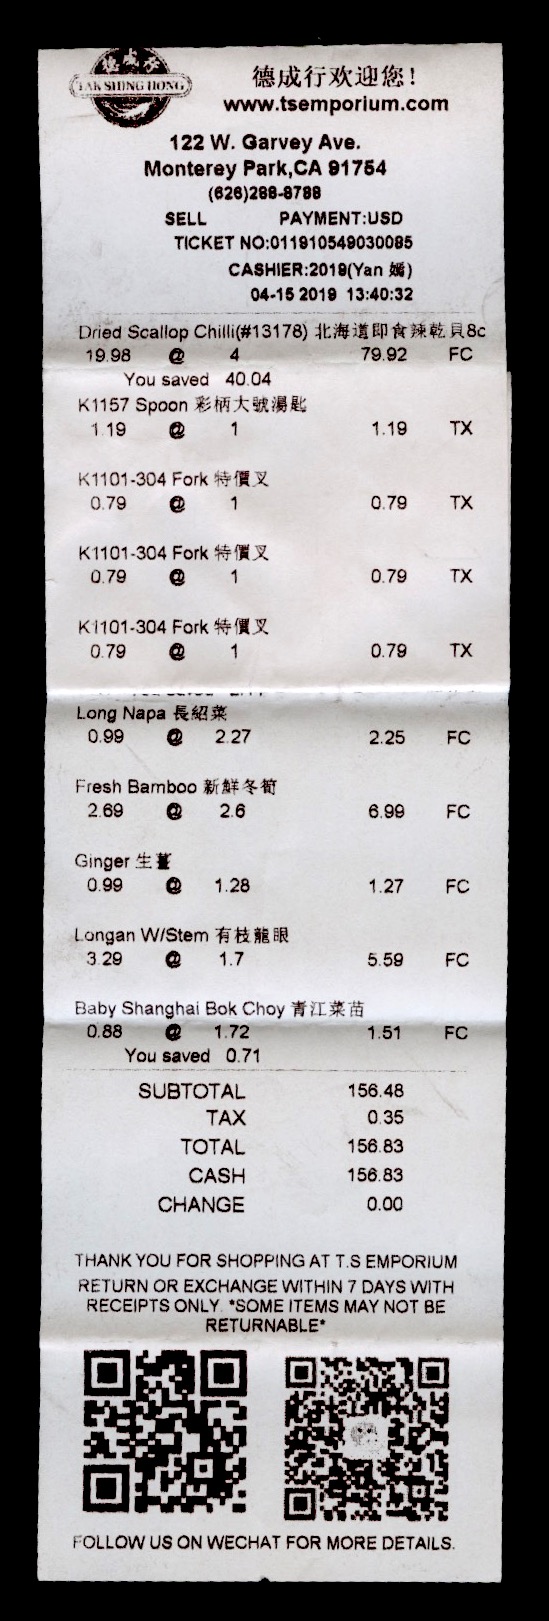 德成行
TAK SHING HONG
德成行欢迎您!
www.tsemporium.com
122 W. Garvey Ave.
Monterey Park,CA 91754
(626)288-8788
SELL PAYMENT:USD
TICKET NO:011910549030085
CASHIER:2019(Yan 嫣)
04-15 2019 13:40:32
Dried Scallop Chilli(#13178) 北海道即食辣乾貝8c
19.98 @ 4 79.92 FC
You saved 40.04
K1157 Spoon 彩柄大號湯匙
1.19 @ 1 1.19 TX
K1101-304 Fork 特價叉
0.79 @ 1 0.79 TX
K1101-304 Fork 特價叉
0.79 @ 1 0.79 TX
K1101-304 Fork 特價叉
0.79 @ 1 0.79 TX
Long Napa 長紹菜
0.99 @ 2.27 2.25 FC
Fresh Bamboo 新鮮冬筍
2.69 @ 2.6 6.99 FC
Ginger 生薑
0.99 @ 1.28 1.27 FC
Longan W/Stem 有枝龍眼
3.29 @ 1.7 5.59 FC
Baby Shanghai Bok Choy 青江菜苗
0.88 @ 1.72 1.51 FC
You saved 0.71
SUBTOTAL 156.48
TAX 0.35
TOTAL 156.83
CASH 156.83
CHANGE 0.00
THANK YOU FOR SHOPPING AT T.S EMPORIUM
RETURN OR EXCHANGE WITHIN 7 DAYS WITH
RECEIPTS ONLY. *SOME ITEMS MAY NOT BE
RETURNABLE*
FOLLOW US ON WECHAT FOR MORE DETAILS.